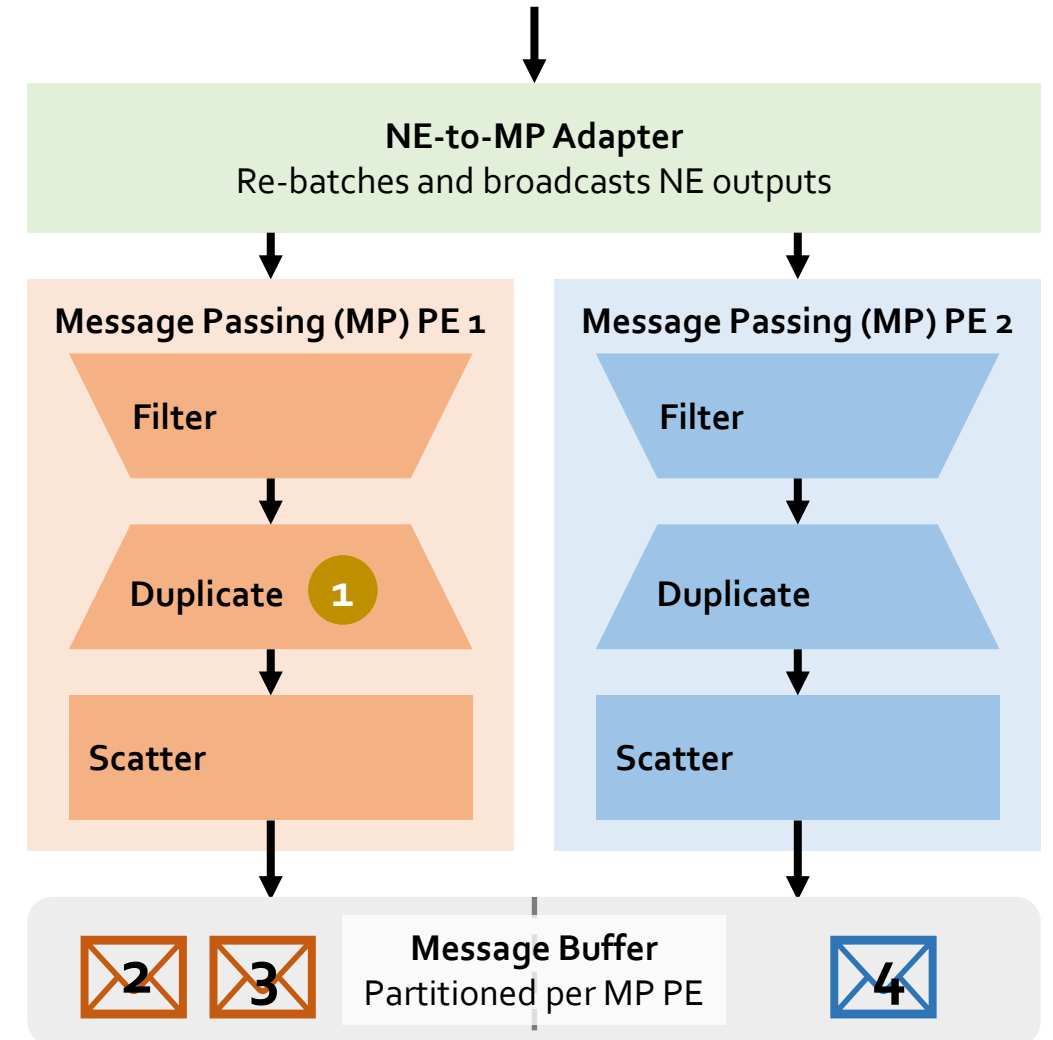 NE-to-MP Adapter
Re-batches and broadcasts NE outputs
Message Passing (MP) PE 1
Filter
Duplicate 1
Scatter
Message Passing (MP) PE 2
Filter
Duplicate
Scatter
2 3
Message Buffer
Partitioned per MP PE
4